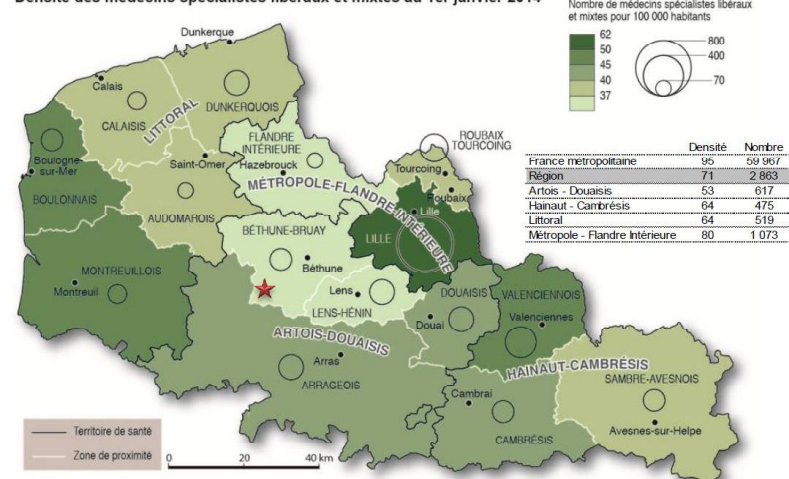 Densité des médecins spécialistes libéraux et mixtes au 1er janvier 2014
Nombre de médecins spécialistes libéraux
et mixtes pour 100 000 habitants
62
50
45
40
37
800
400
70
Densité Nombre
France métropolitaine 95 59 967
Région 71 2 863
Artois - Douaisis 53 617
Hainaut - Cambrésis 64 475
Littoral 64 519
Métropole - Flandre Intérieure 80 1 073
Dunkerque
Calais
DUNKERQUOIS
CALAISIS
LITTORAL
FLANDRE
INTÉRIEURE
ROUBAIX
TOURCOING
Boulogne-
sur-Mer
Saint-Omer
Hazebrouck
Tourcoing
Roubaix
MÉTROPOLE-FLANDRE-INTÉRIEURE
BOULONNAIS
AUDOMAROIS
Lille
LILLE
BÉTHUNE-BRUAY
Béthune
MONTREUILLOIS
Montreuil
Lens
LENS-HÉNIN
DOUAISIS
Douai
VALENCIENNOIS
Valenciennes
ARTOIS-DOUAISIS
Arras
ARRAGEOIS
HAINAUT-CAMBRÉSIS
SAMBRE-AVESNOIS
Cambrai
CAMBRÉSIS
Avesnes-sur-Helpe
Territoire de santé
Zone de proximité
0 20 40 km